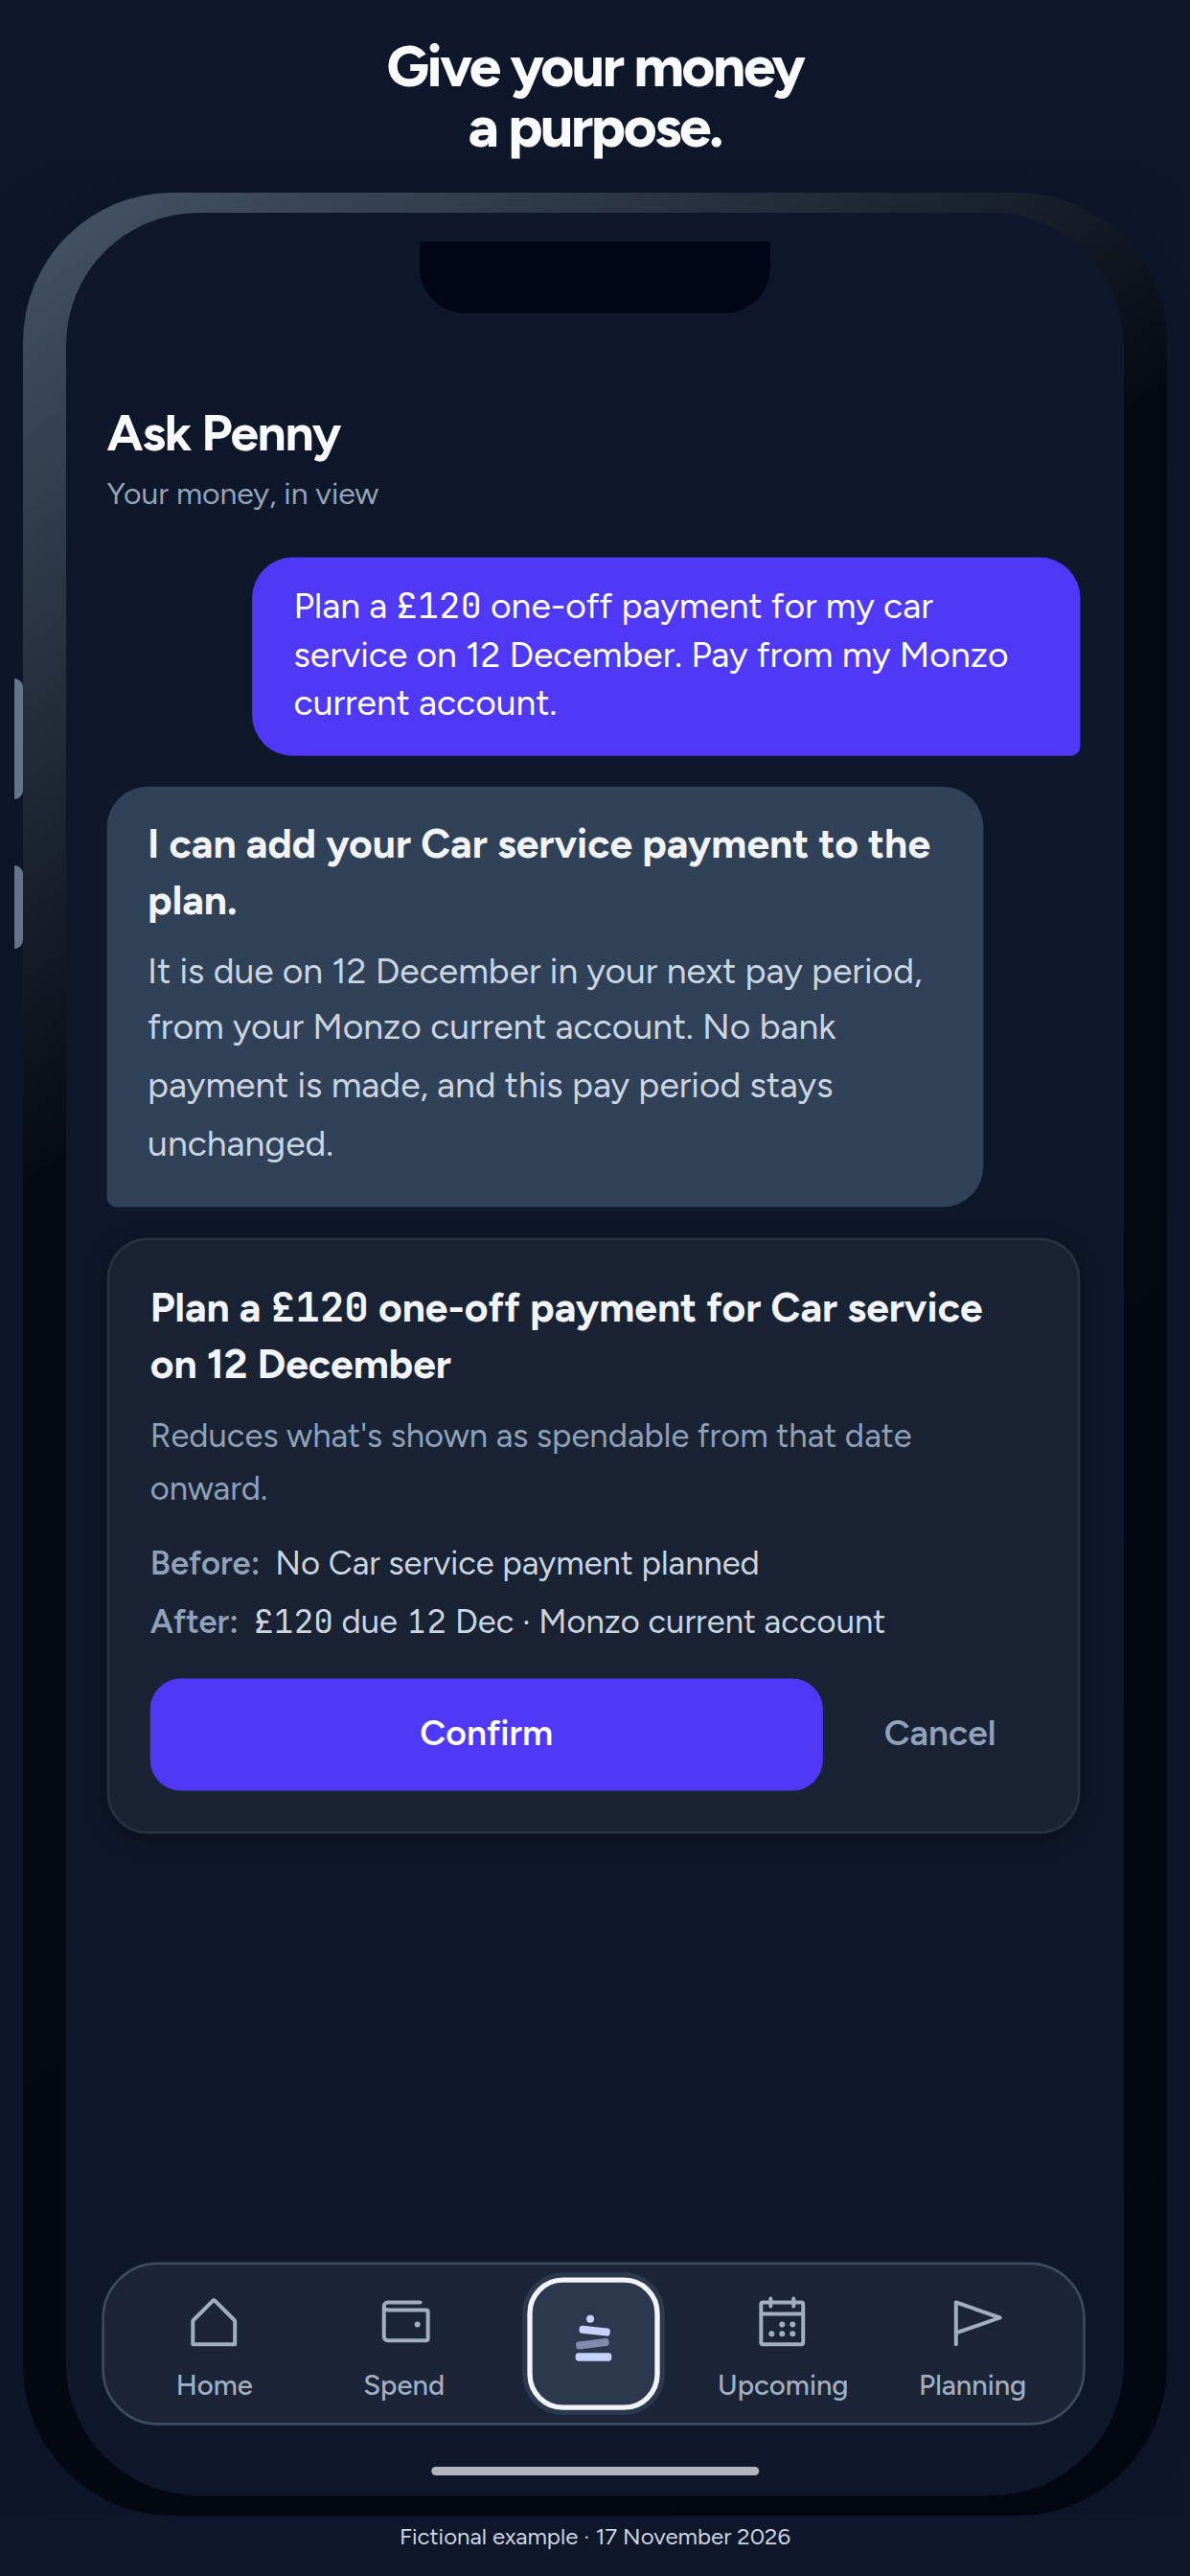 Give your money
a purpose.
Ask Penny
Your money, in view
Plan a £120 one-off payment for my car
service on 12 December. Pay from my Monzo
current account.
I can add your Car service payment to the
plan.
It is due on 12 December in your next pay period,
from your Monzo current account. No bank
payment is made, and this pay period stays
unchanged.
Plan a £120 one-off payment for Car service
on 12 December
Reduces what's shown as spendable from that date
onward.
Before: No Car service payment planned
After: £120 due 12 Dec · Monzo current account
Confirm Cancel
Home Spend Upcoming Planning
Fictional example · 17 November 2026